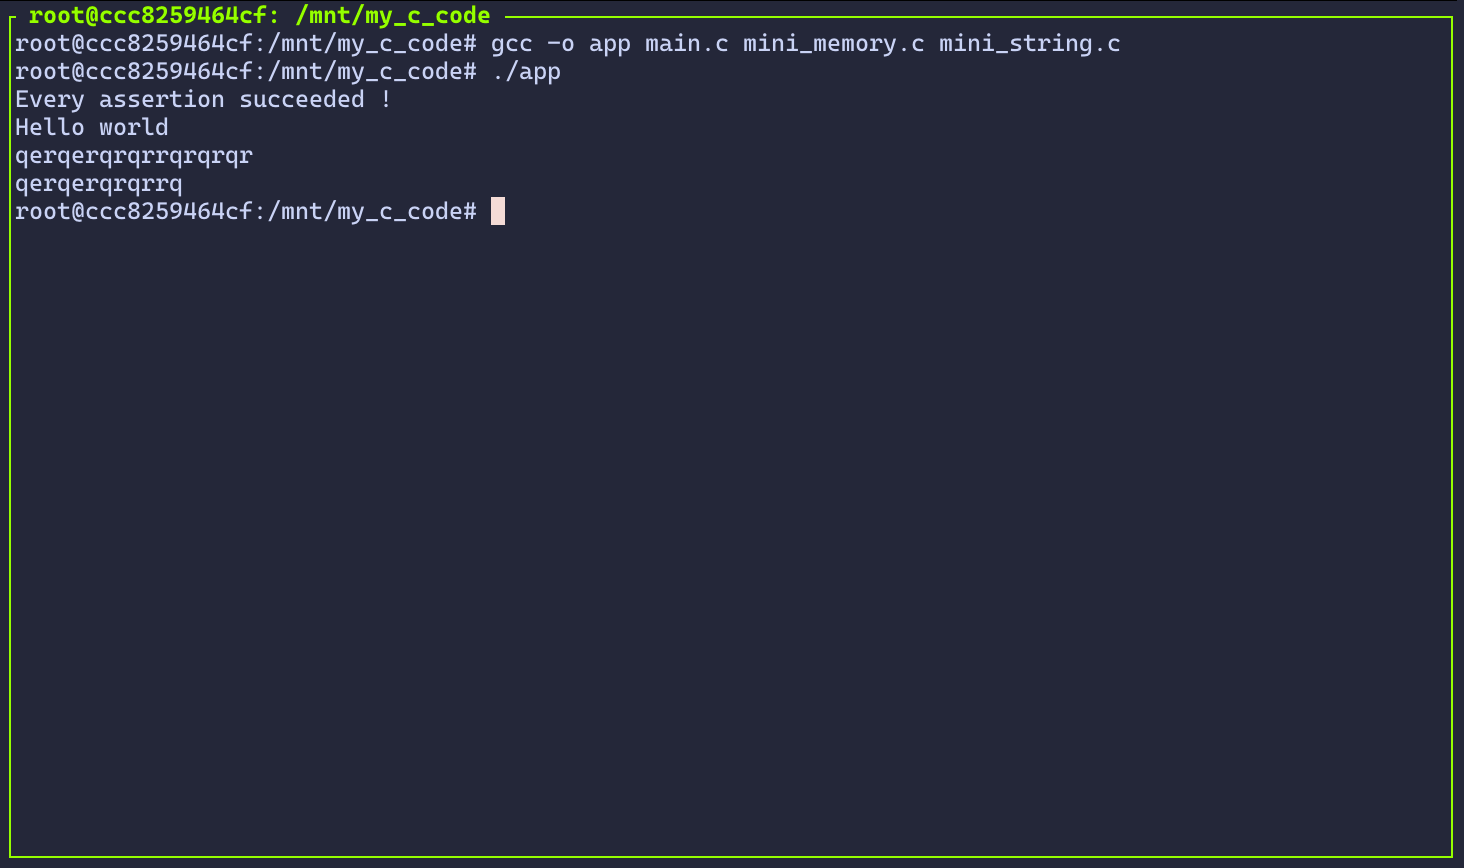 root@ccc8259464cf: /mnt/my_c_code
root@ccc8259464cf:/mnt/my_c_code# gcc -o app main.c mini_memory.c mini_string.c
root@ccc8259464cf:/mnt/my_c_code# ./app
Every assertion succeeded !
Hello world
qerqerqrqrrqrqrqr
qerqerqrqrrq
root@ccc8259464cf:/mnt/my_c_code#